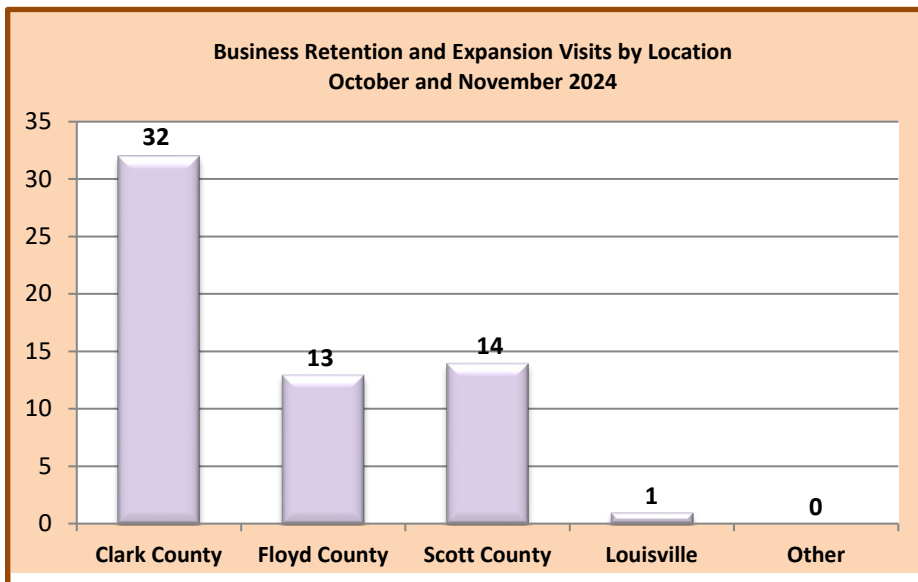 Business Retention and Expansion Visits by Location
October and November 2024
35
30
25
20
15
10
5
0
32
13
14
1
0
Clark County
Floyd County
Scott County
Louisville
Other